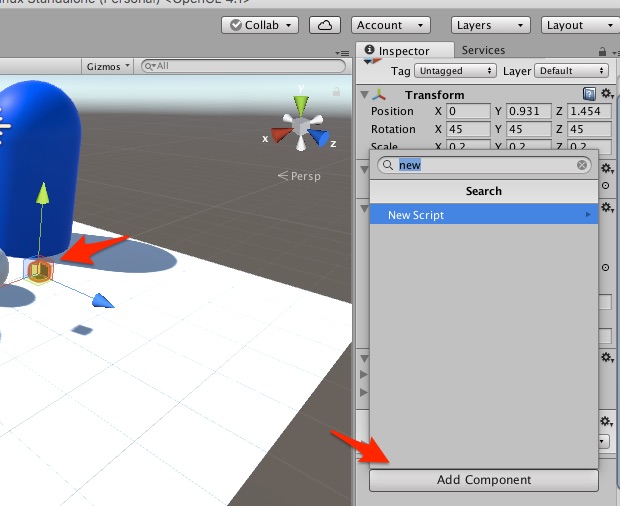 (Personal) <OpenGL 4.1>
Collab
Account
Layers
Layout
Inspector
Services
Gizmos
All
Tag Untagged Layer Default
Transform
Position X 0 Y 0.931 Z 1.454
Rotation X 45 Y 45 Z 45
Scale X 0.2 Y 0.2 Z 0.2
new
Search
New Script
y
x
z
Persp
Add Component